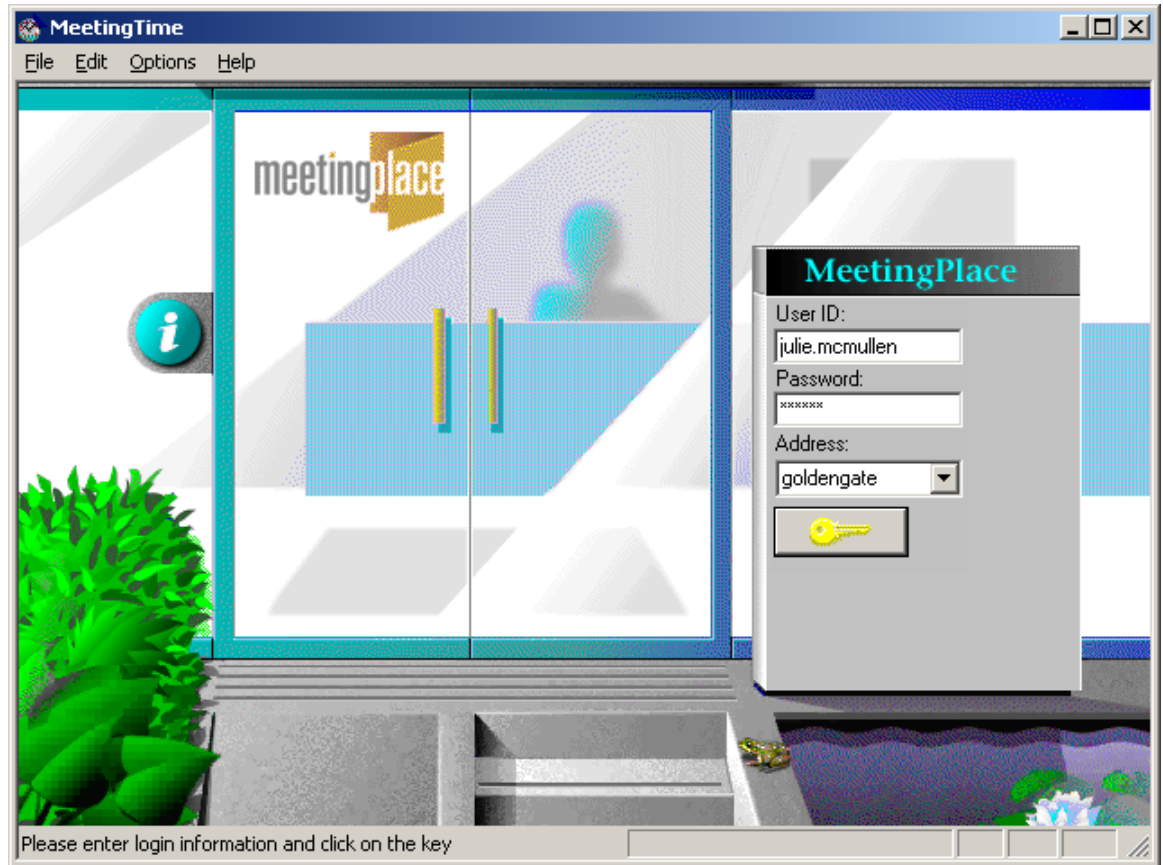 MeetingTime
File Edit Options Help
meetingplace
i
MeetingPlace
User ID:
julie.mcmullen
Password:
××××××
Address:
goldengate
Please enter login information and click on the key